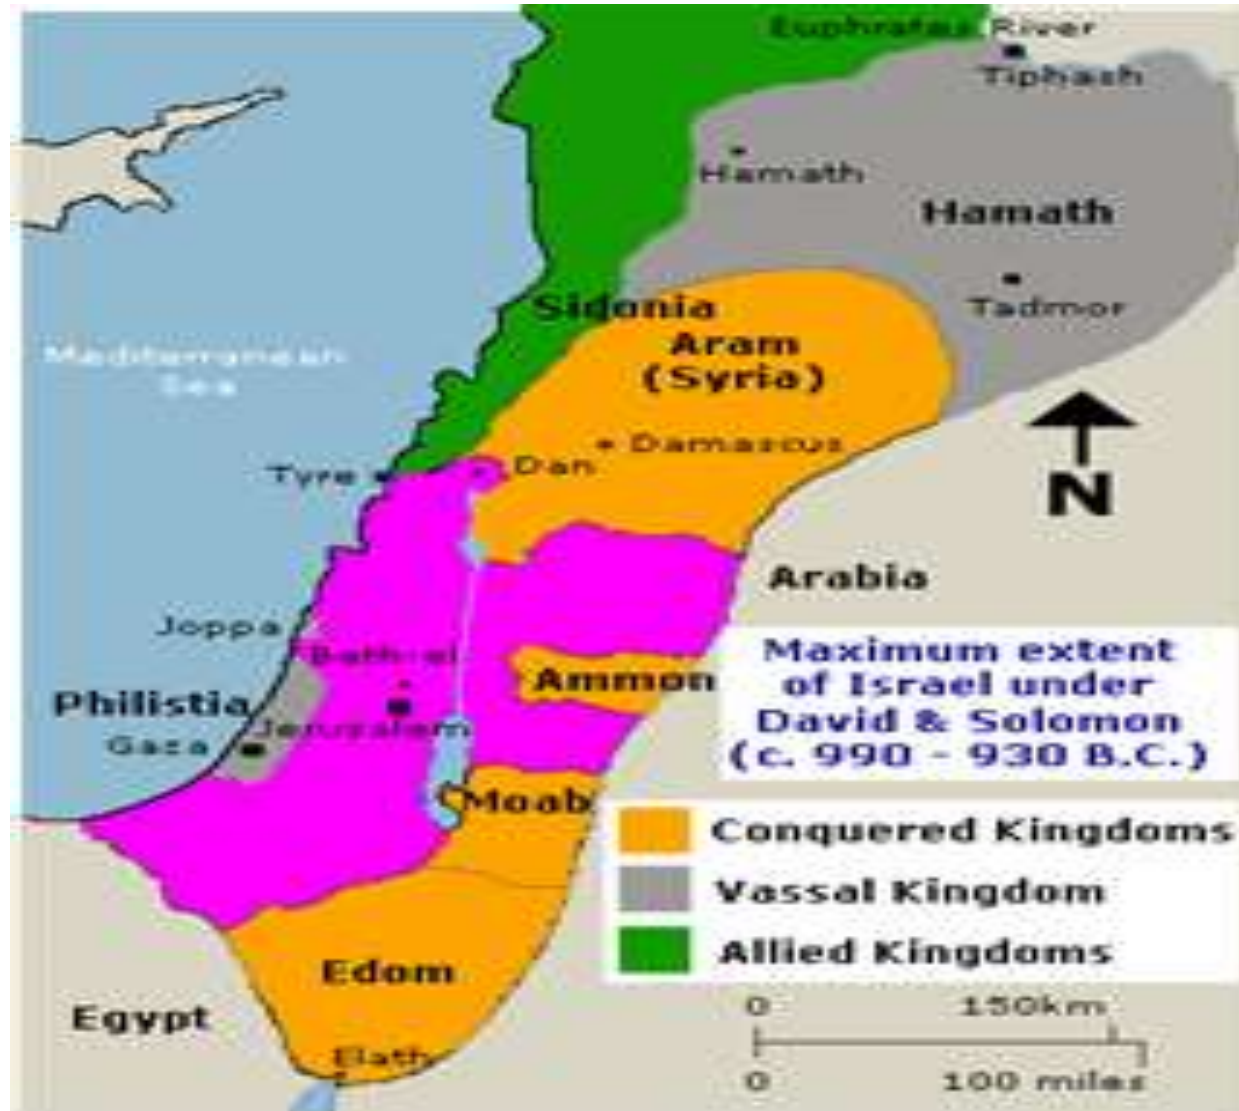 Euphrates River
Tiphash
Hamath
Hamath
Tadmor
Sidonia
Aram
(Syria)
Mediterranean
Sea
Damascus
Dan
Tyre
Arabia
Joppa
Beth-el
Maximum extent
of Israel under
David & Solomon
(c. 990 - 930 B.C.)
Ammon
Philistia
Jerusalem
Gaza
Moab
Conquered Kingdoms
Vassal Kingdom
Allied Kingdoms
Edom
Egypt
Elath
N
0 150km
0 100 miles